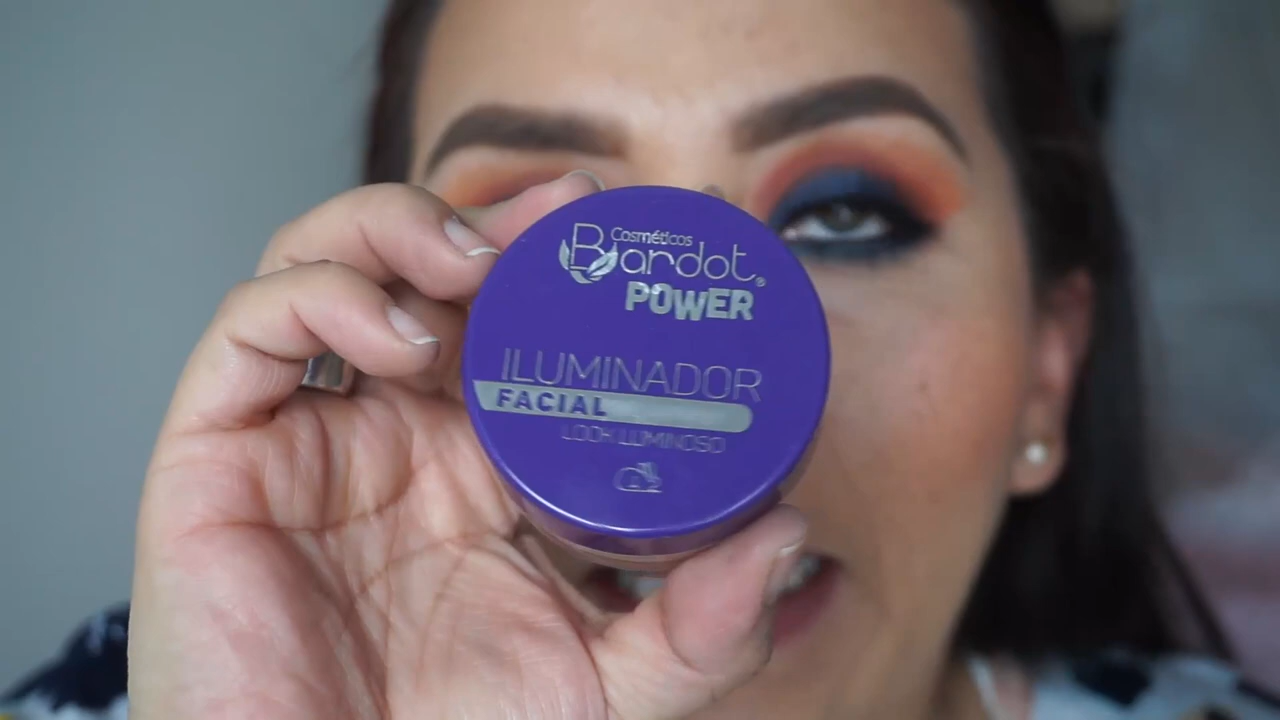 Cosméticos
Bardot®
POWER
ILUMINADOR
FACIAL
LOOK LUMINOSO